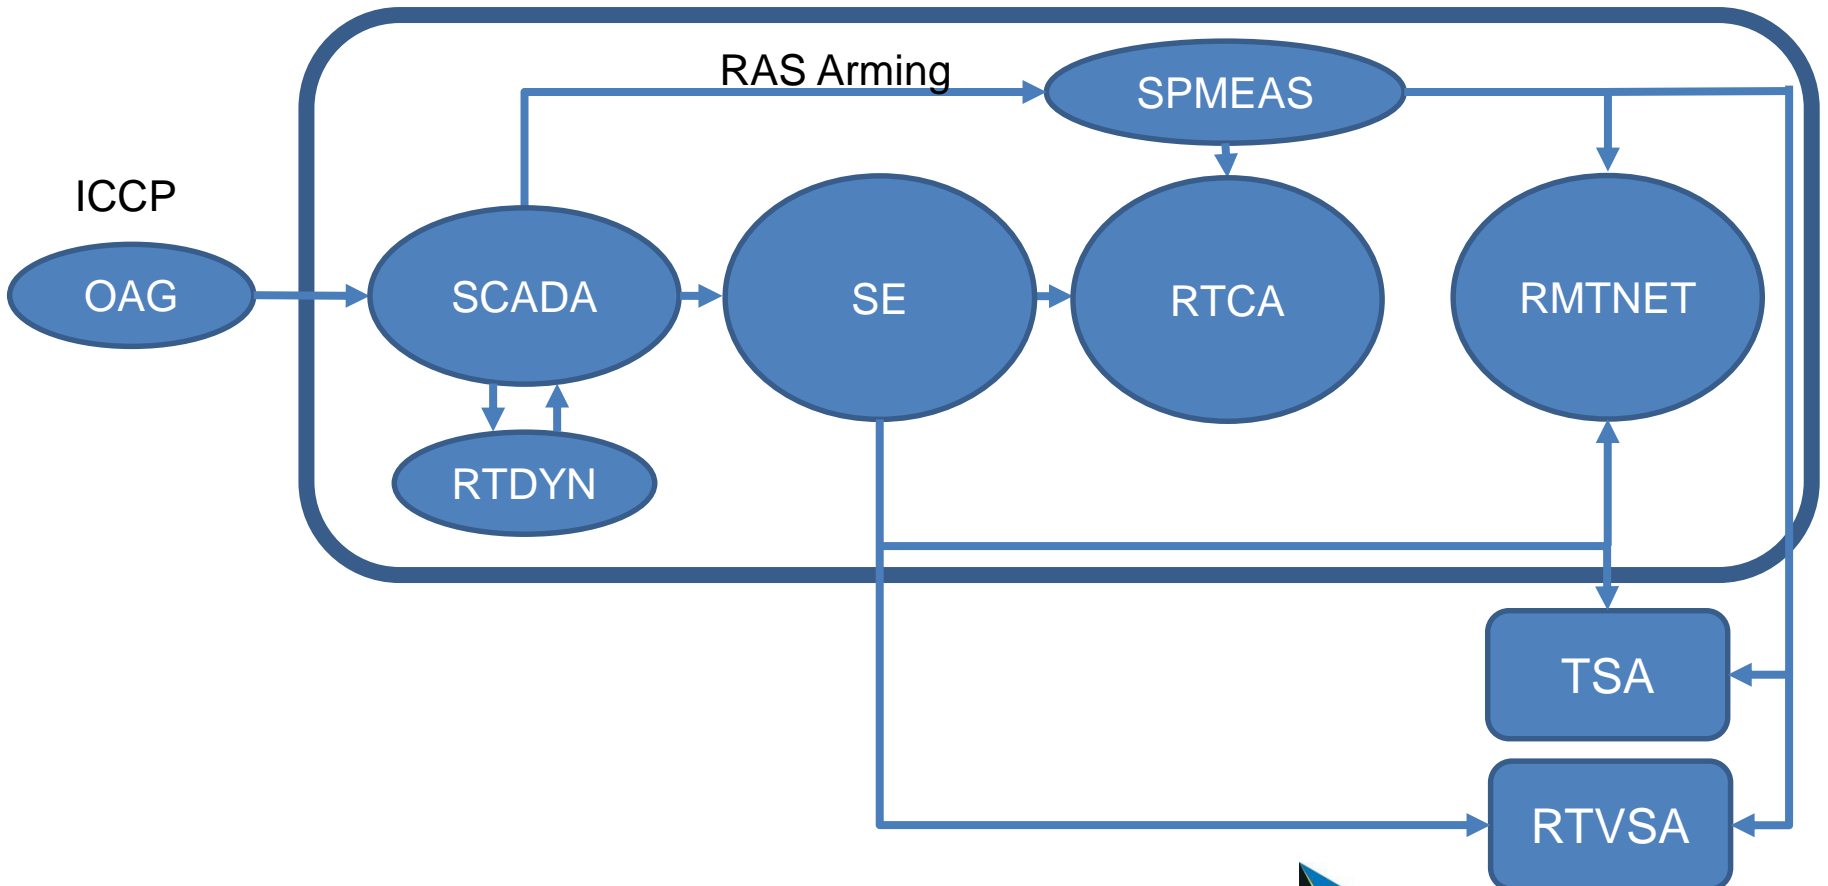 RAS Arming
SPMEAS
ICCP
OAG
SCADA
SE
RTCA
RMTNET
RTDYN
TSA
RTVSA